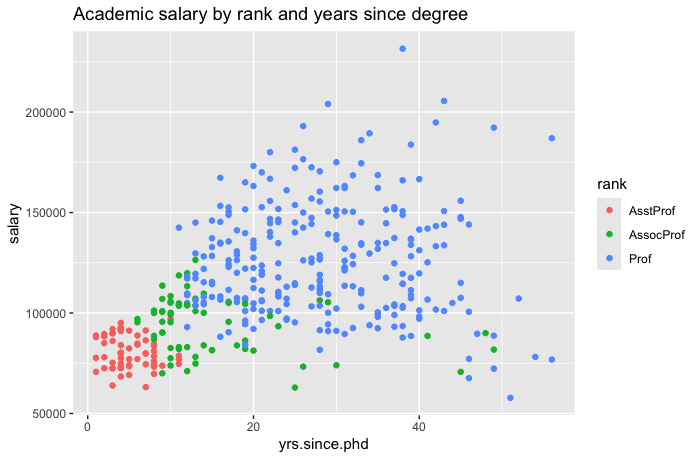 Academic salary by rank and years since degree
200000
150000
100000
50000
salary
0
20
40
yrs.since.phd
rank
AsstProf
AssocProf
Prof